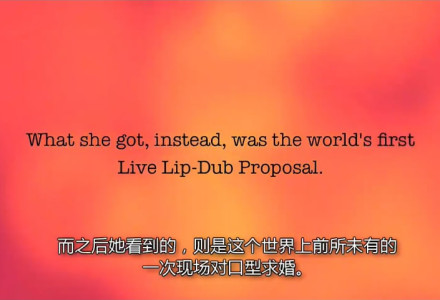 What she got, instead, was the world's first
Live Lip-Dub Proposal.
而之后她看到的，则是这个世界上前所未有的
一次现场对口型求婚。